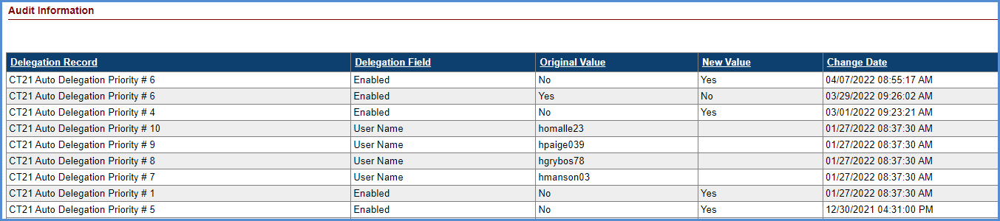 Audit Information
Delegation Record Delegation Field Original Value New Value Change Date
CT21 Auto Delegation Priority # 6 Enabled No Yes 04/07/2022 08:55:17 AM
CT21 Auto Delegation Priority # 6 Enabled Yes No 03/29/2022 09:26:02 AM
CT21 Auto Delegation Priority # 4 Enabled No Yes 03/01/2022 09:23:21 AM
CT21 Auto Delegation Priority # 10 User Name homalle23 01/27/2022 08:37:30 AM
CT21 Auto Delegation Priority # 9 User Name hpaige039 01/27/2022 08:37:30 AM
CT21 Auto Delegation Priority # 8 User Name hgrybos78 01/27/2022 08:37:30 AM
CT21 Auto Delegation Priority # 7 User Name hmanson03 01/27/2022 08:37:30 AM
CT21 Auto Delegation Priority # 1 Enabled No Yes 01/27/2022 08:37:30 AM
CT21 Auto Delegation Priority # 5 Enabled No Yes 12/30/2021 04:31:00 PM